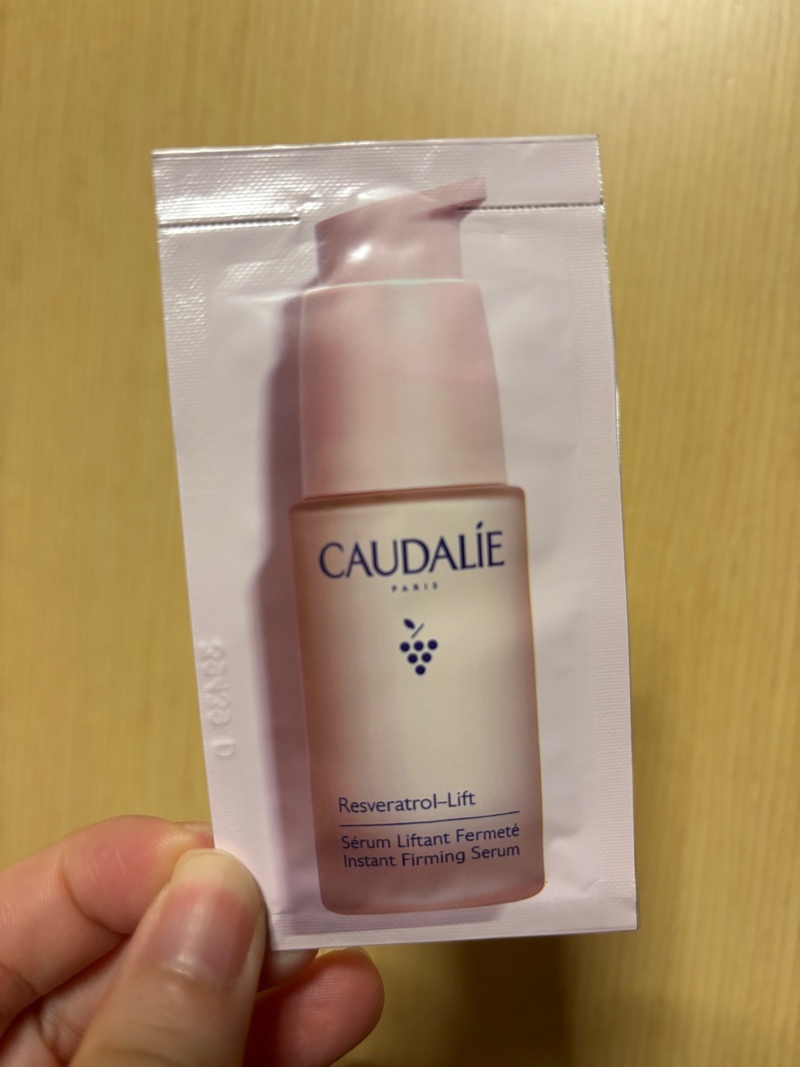 CAUDALÍE
PARIS
Resveratrol–Lift
Sérum Liftant Fermeté
Instant Firming Serum